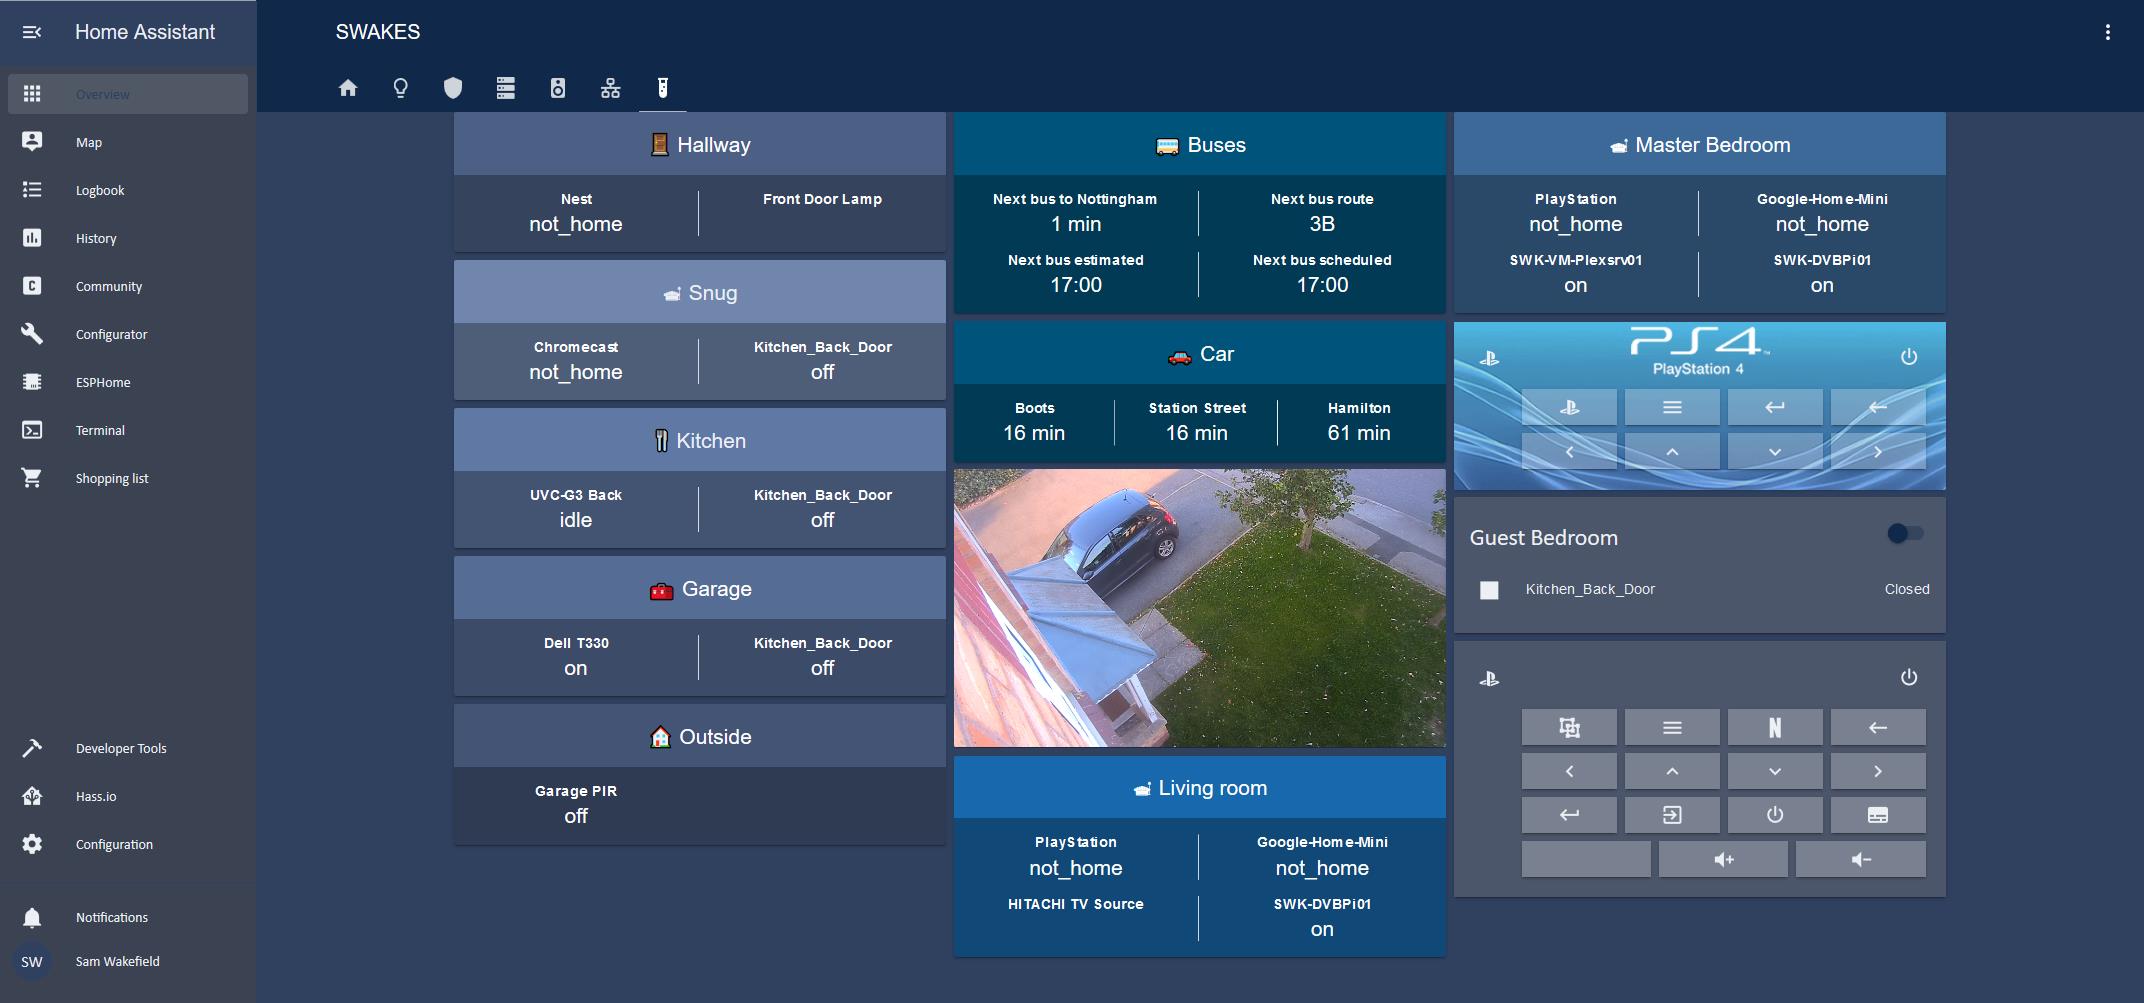 Home Assistant
Overview
Map
Logbook
History
Community
Configurator
ESPHome
Terminal
Shopping list
Developer Tools
Hass.io
Configuration
Notifications
SW
Sam Wakefield
SWAKES
Hallway
Nest
not_home
Front Door Lamp
Snug
Chromecast
not_home
Kitchen_Back_Door
off
Kitchen
UVC-G3 Back
idle
Kitchen_Back_Door
off
Garage
Dell T330
on
Kitchen_Back_Door
off
Outside
Garage PIR
off
Buses
Next bus to Nottingham
1 min
Next bus route
3B
Next bus estimated
17:00
Next bus scheduled
17:00
Car
Boots
16 min
Station Street
16 min
Hamilton
61 min
Living room
PlayStation
not_home
Google-Home-Mini
not_home
HITACHI TV Source
SWK-DVBPi01
on
Master Bedroom
PlayStation
not_home
Google-Home-Mini
not_home
SWK-VM-Plexsrv01
on
SWK-DVBPi01
on
PS4™
PlayStation 4
Guest Bedroom
Kitchen_Back_Door
Closed
N